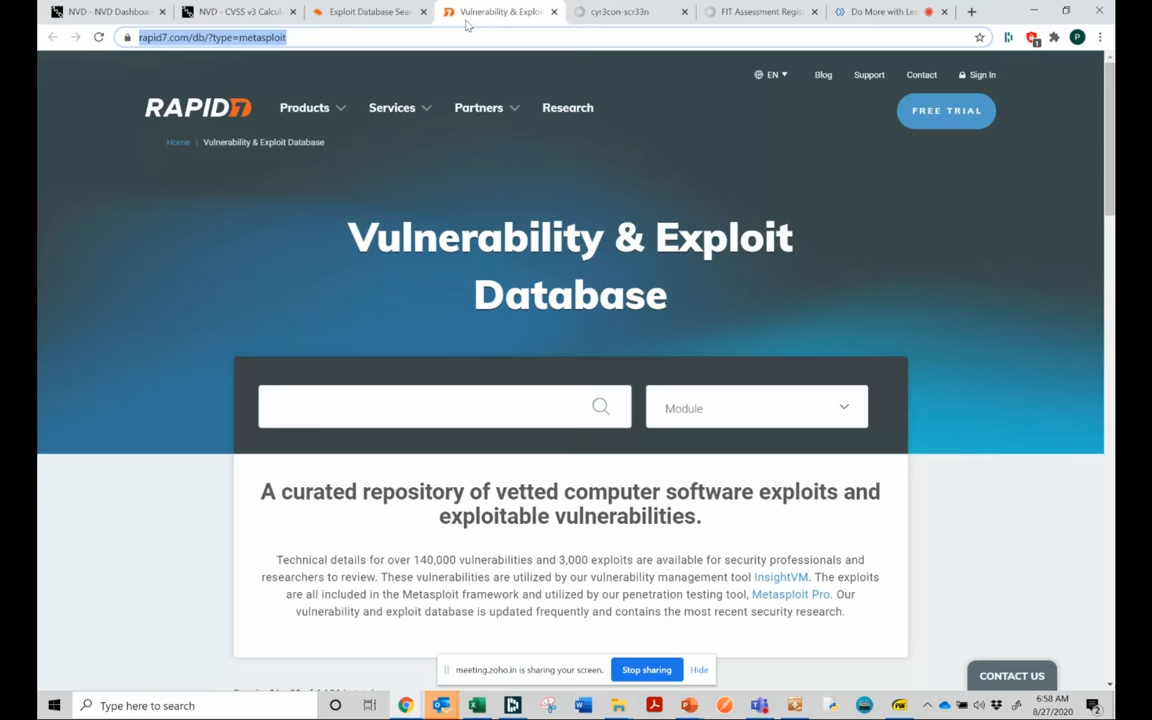 NVD - NVD Dashboa
NVD - CVSS v3 Calcul
Exploit Database Sear
Vulnerability & Exploit
cyr3con-scr33n
FIT Assessment Regist
Do More with Les
rapid7.com/db/?type=metasploit
EN
Blog
Support
Contact
Sign In
RAPID7
Products
Services
Partners
Research
FREE TRIAL
Home | Vulnerability & Exploit Database
Vulnerability & Exploit
Database
Module
A curated repository of vetted computer software exploits and
exploitable vulnerabilities.
Technical details for over 140,000 vulnerabilities and 3,000 exploits are available for security professionals and
researchers to review. These vulnerabilities are utilized by our vulnerability management tool InsightVM. The exploits
are all included in the Metasploit framework and utilized by our penetration testing tool, Metasploit Pro. Our
vulnerability and exploit database is updated frequently and contains the most recent security research.
meeting.zoho.in is sharing your screen.
Stop sharing
Hide
CONTACT US
Type here to search
6:58 AM
8/27/2020